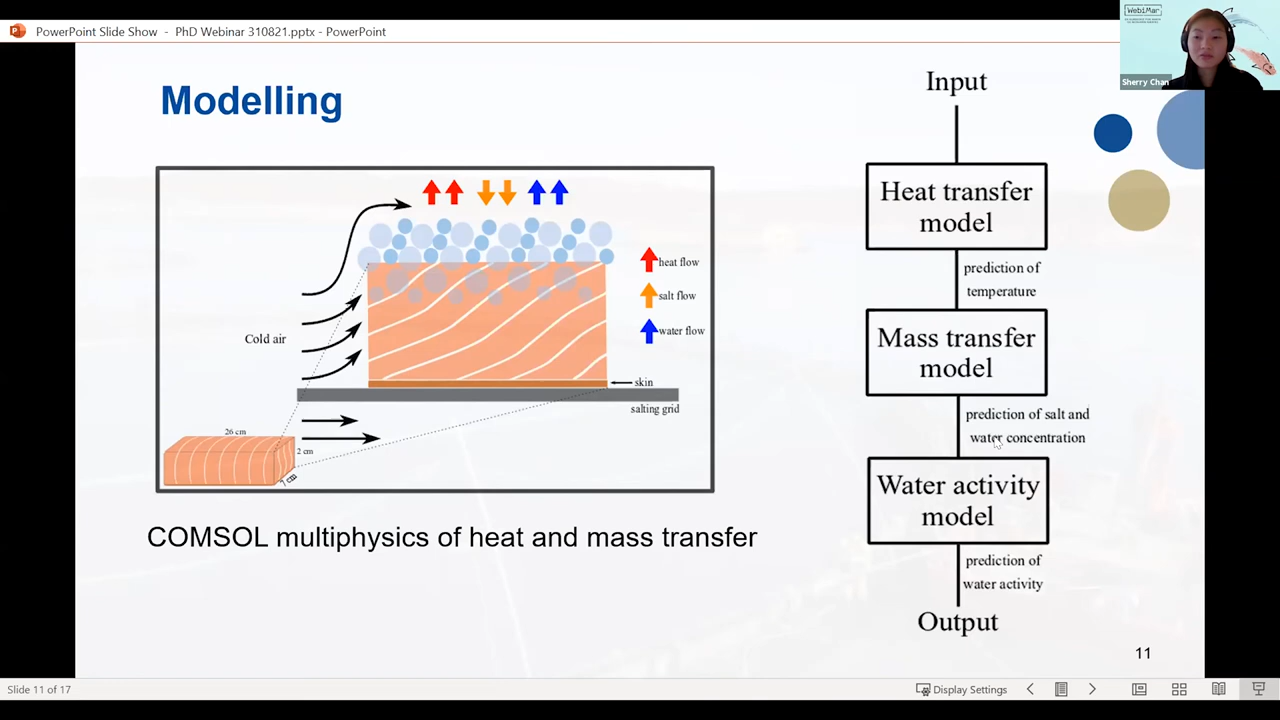 PowerPoint Slide Show - PhD Webinar 310821.pptx - PowerPoint
WebiMar
Sherry Chan
Modelling
heat flow
salt flow
water flow
Cold air
skin
salting grid
26 cm
2 cm
7 cm
COMSOL multiphysics of heat and mass transfer
Input
Heat transfer
model
prediction of
temperature
Mass transfer
model
prediction of salt and
water concentration
Water activity
model
prediction of
water activity
Output
11
Slide 11 of 17
Display Settings